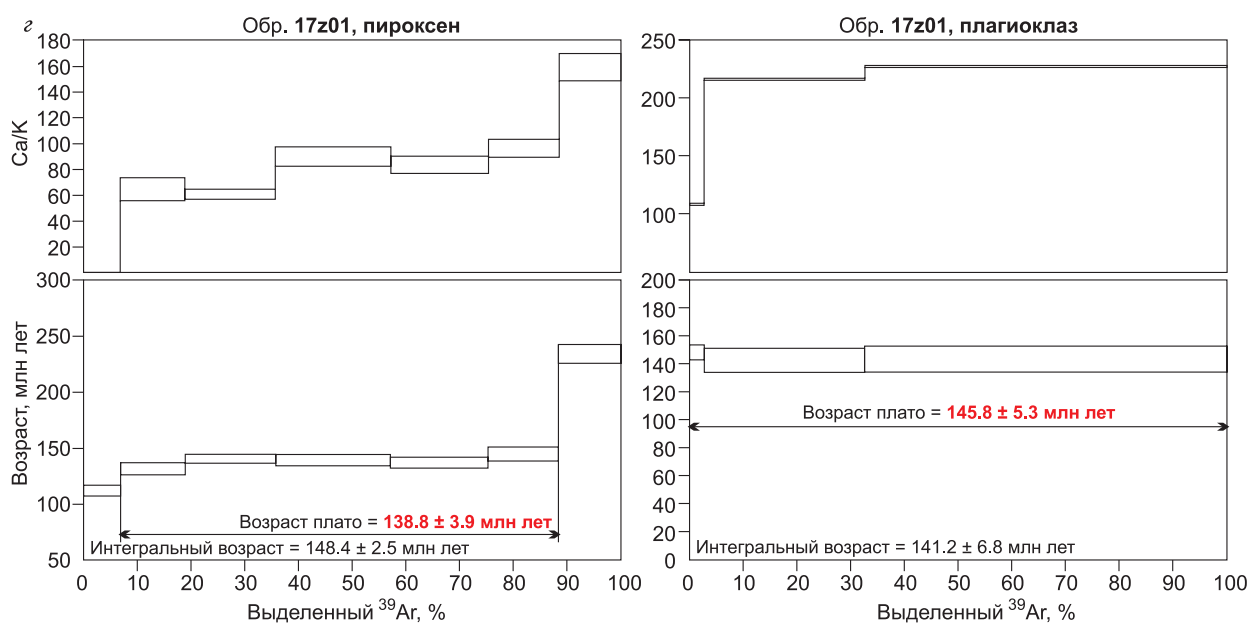 г
Обр. 17z01, пироксен
Обр. 17z01, плагиоклаз
Ca/K
180
160
140
120
100
80
60
40
20
250
200
150
100
Возраст, млн лет
300
250
200
150
100
50
Возраст плато = 138.8 ± 3.9 млн лет
Интегральный возраст = 148.4 ± 2.5 млн лет
0 10 20 30 40 50 60 70 80 90 100
Выделенный ³⁹Ar, %
200
180
160
140
120
100
80
60
40
20
0
Возраст плато = 145.8 ± 5.3 млн лет
Интегральный возраст = 141.2 ± 6.8 млн лет
0 10 20 30 40 50 60 70 80 90 100
Выделенный ³⁹Ar, %